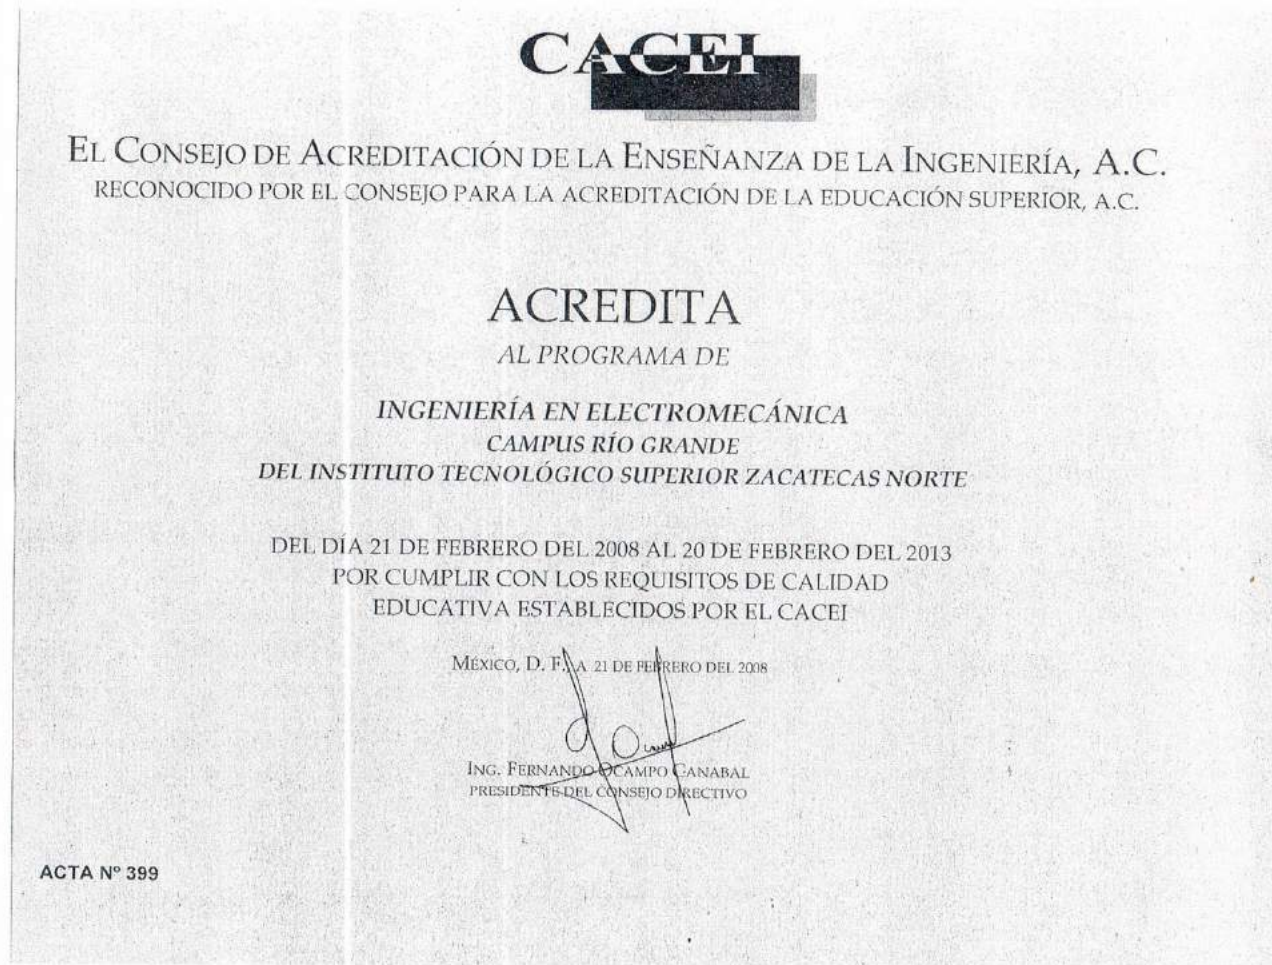 CACEI
EL CONSEJO DE ACREDITACIÓN DE LA ENSEÑANZA DE LA INGENIERÍA, A.C.
RECONOCIDO POR EL CONSEJO PARA LA ACREDITACIÓN DE LA EDUCACIÓN SUPERIOR, A.C.
ACREDITA
AL PROGRAMA DE
INGENIERÍA EN ELECTROMECÁNICA
CAMPUS RÍO GRANDE
DEL INSTITUTO TECNOLÓGICO SUPERIOR ZACATECAS NORTE
DEL DÍA 21 DE FEBRERO DEL 2008 AL 20 DE FEBRERO DEL 2013
POR CUMPLIR CON LOS REQUISITOS DE CALIDAD
EDUCATIVA ESTABLECIDOS POR EL CACEI
MÉXICO, D. F., A 21 DE FEBRERO DEL 2008
ING. FERNANDO OCAMPO CANABAL
PRESIDENTE DEL CONSEJO DIRECTIVO
ACTA Nº 399